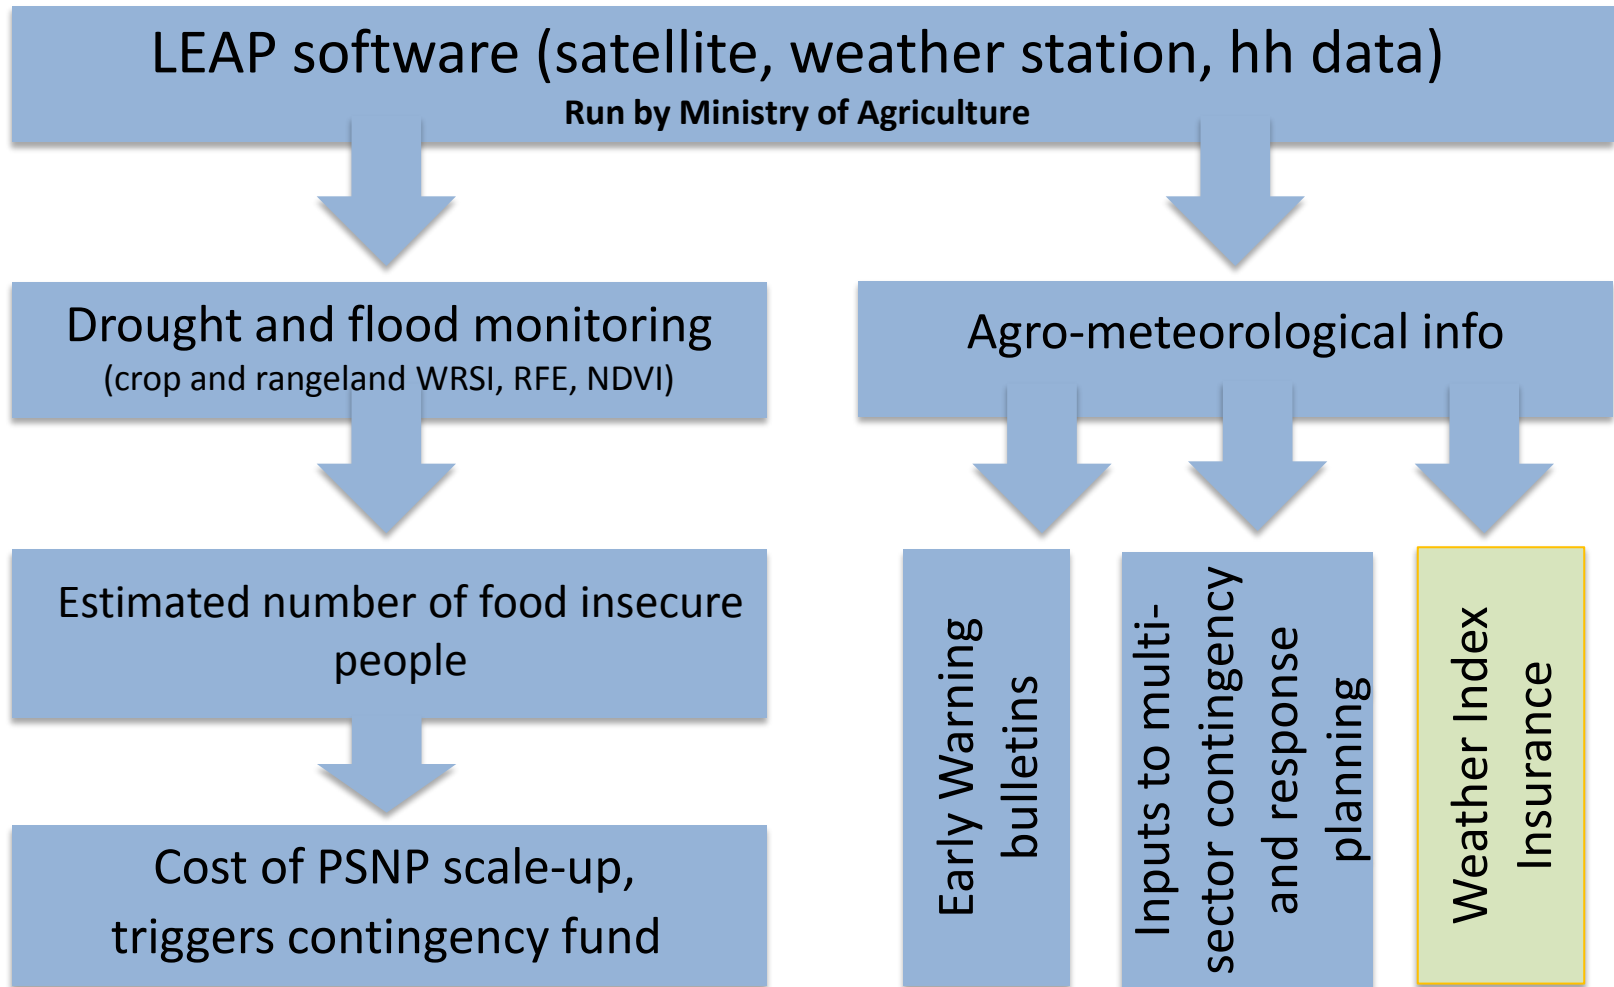 LEAP software (satellite, weather station, hh data)
Run by Ministry of Agriculture
Drought and flood monitoring
(crop and rangeland WRSI, RFE, NDVI)
Agro-meteorological info
Estimated number of food insecure
people
Cost of PSNP scale-up,
triggers contingency fund
Early Warning
bulletins
Inputs to multi-
sector contingency
and response
planning
Weather Index
Insurance